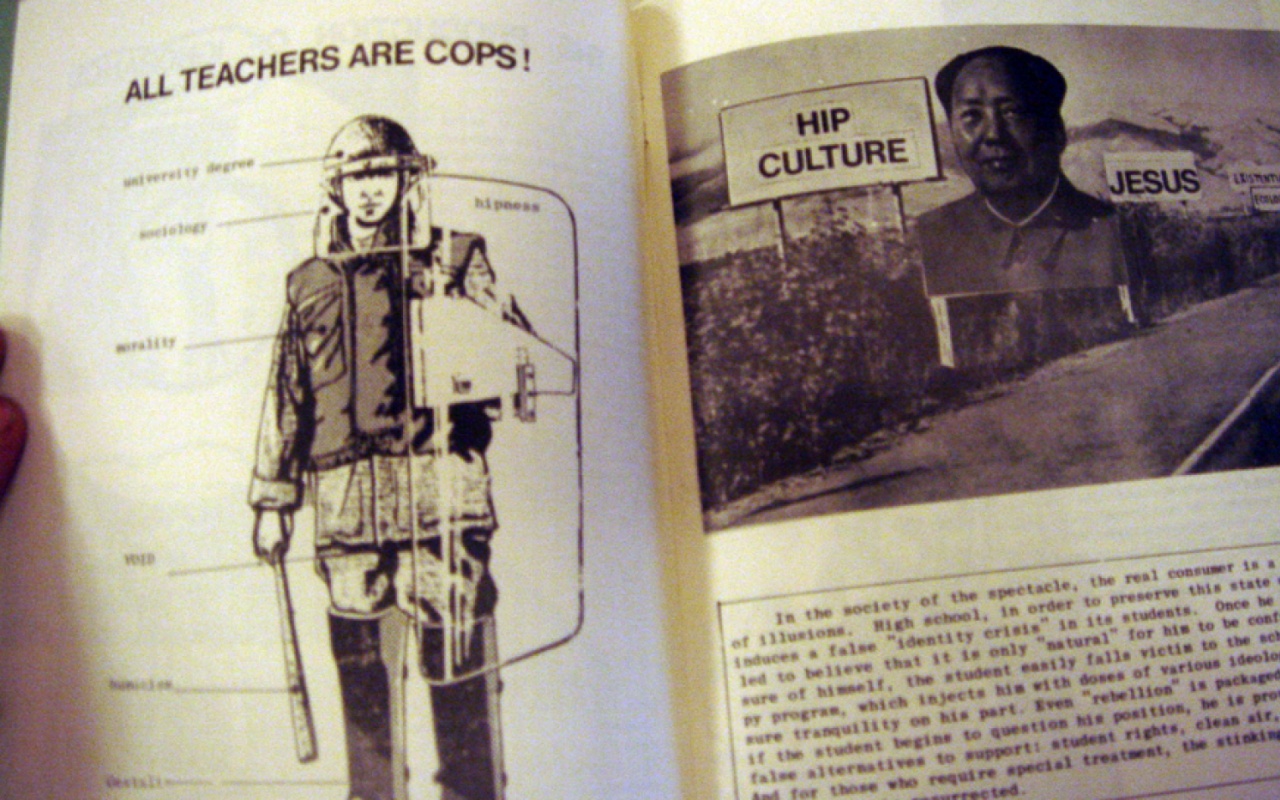 ALL TEACHERS ARE COPS!
university degree
hipness
sociology
morality
VOID
HIP
CULTURE
JESUS
In the society of the spectacle, the real consumer is a
of illusions. High school, in order to preserve this state
induces a false "identity crisis" in its students. Once he
led to believe that it is only "natural" for him to be conf
sure of himself, the student easily falls victim to the sch
py program, which injects him with doses of various ideolo
sure tranquility on his part. Even "rebellion" is packaged
if the student begins to question his position, he is pro
false alternatives to support: student rights, clean air,
And for those who require special treatment, the stinking